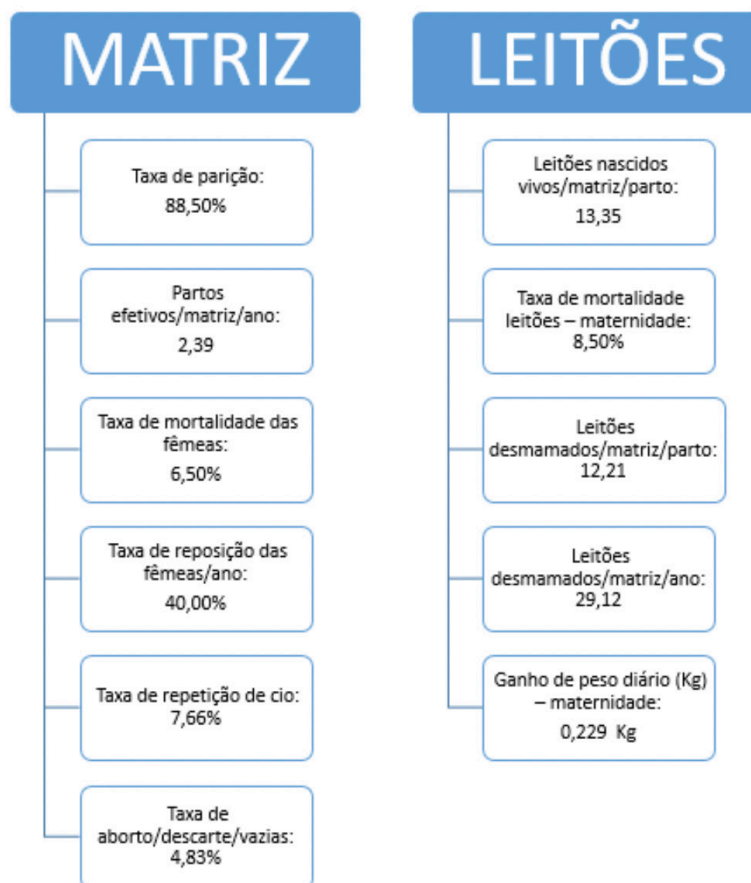 MATRIZ
Taxa de parição:
88,50%
Partos
efetivos/matriz/ano:
2,39
Taxa de mortalidade das
fêmeas:
6,50%
Taxa de reposição das
fêmeas/ano:
40,00%
Taxa de repetição de cio:
7,66%
Taxa de
aborto/descarte/vazias:
4,83%
LEITÕES
Leitões nascidos
vivos/matriz/parto:
13,35
Taxa de mortalidade
leitões – maternidade:
8,50%
Leitões
desmamados/matriz/parto:
12,21
Leitões
desmamados/matriz/ano:
29,12
Ganho de peso diário (Kg)
– maternidade:
0,229 Kg